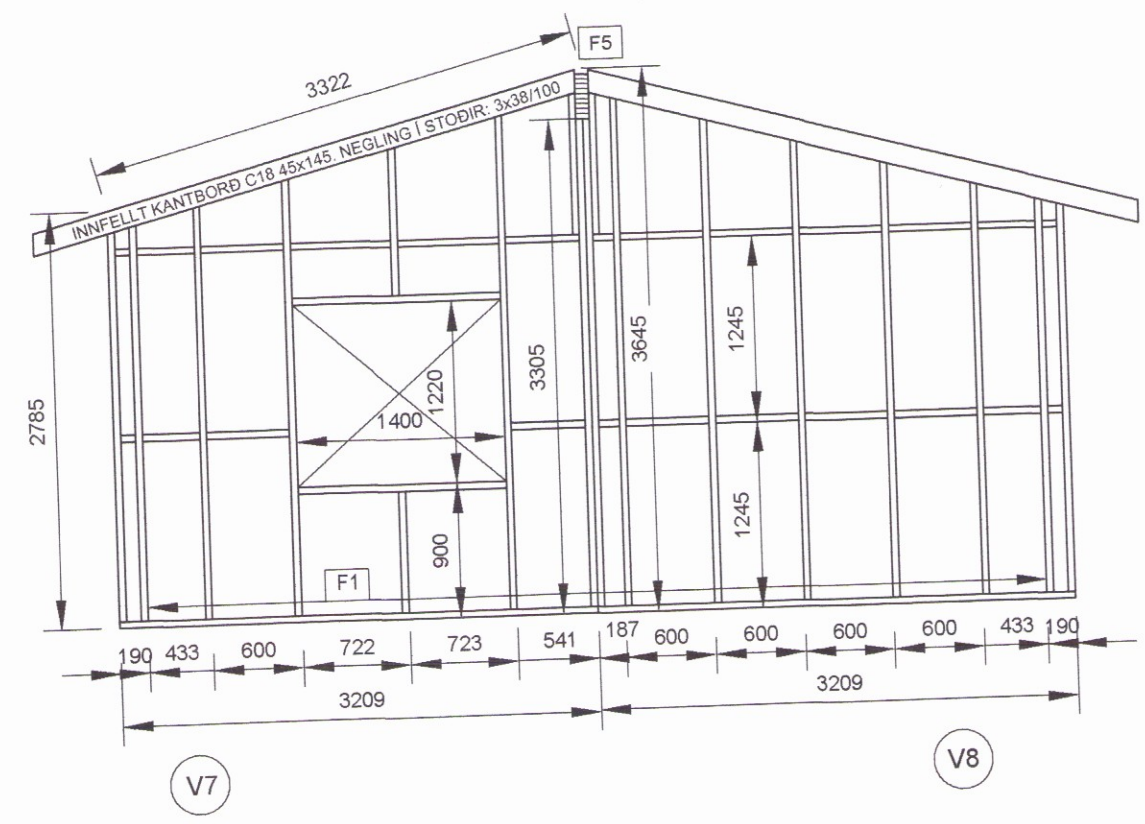 F5
3322
INNFELLT KANTBORÐ C18 45x145. NEGLING Í STOÐIR: 3x38/100
2785
3305
3645
1245
1220
1400
1245
900
F1
190 433 600 722 723 541 187 600 600 600 600 433 190
3209 3209
V7 V8